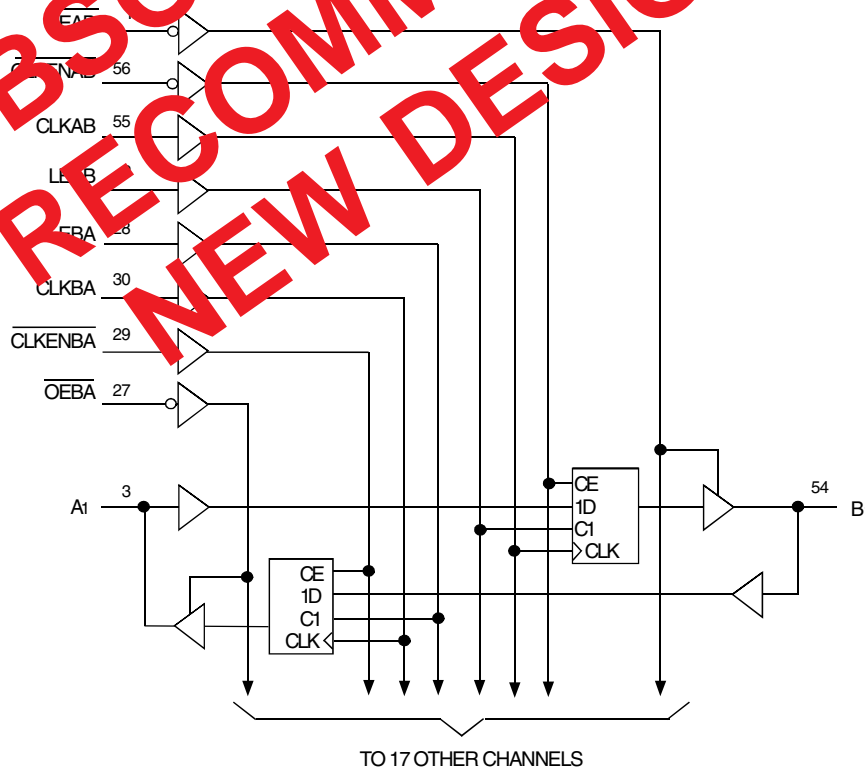 56
CLKAB 55
28
CLKBA 30
CLKENBA 29
OEBA 27
A1 3
CE
1D
C1
CLK
54 B
CE
1D
C1
CLK
TO 17 OTHER CHANNELS
RECOMM
NEW DESIG